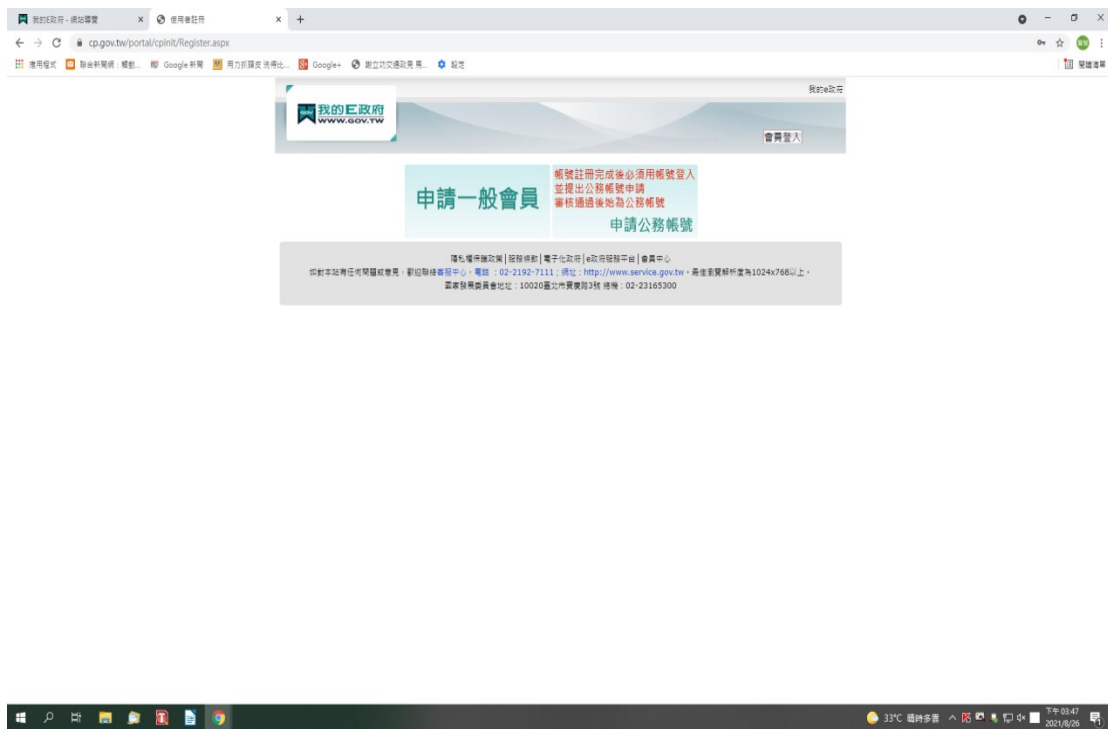 我的E政府 - 網站導覽
使用者註冊
cp.gov.tw/portal/cpinit/Register.aspx
應用程式
Google 新聞
Google+
設定
閱讀清單
我的e政府
我的E政府
WWW.GOV.TW
會員登入
申請一般會員
帳號註冊完成後必須用帳號登入
並提出公務帳號申請
審核通過後始為公務帳號
申請公務帳號
隱私權保護政策│服務條款│電子化政府│e政府服務平台│會員中心
如對本站有任何問題或意見，歡迎聯絡客服中心，電話：02-2192-7111；網址：http://www.service.gov.tw，最佳瀏覽解析度為1024x768以上。
國家發展委員會地址：10020臺北市寶慶路3號 總機：02-23165300
33°C 晴時多雲
下午 03:47
2021/8/26